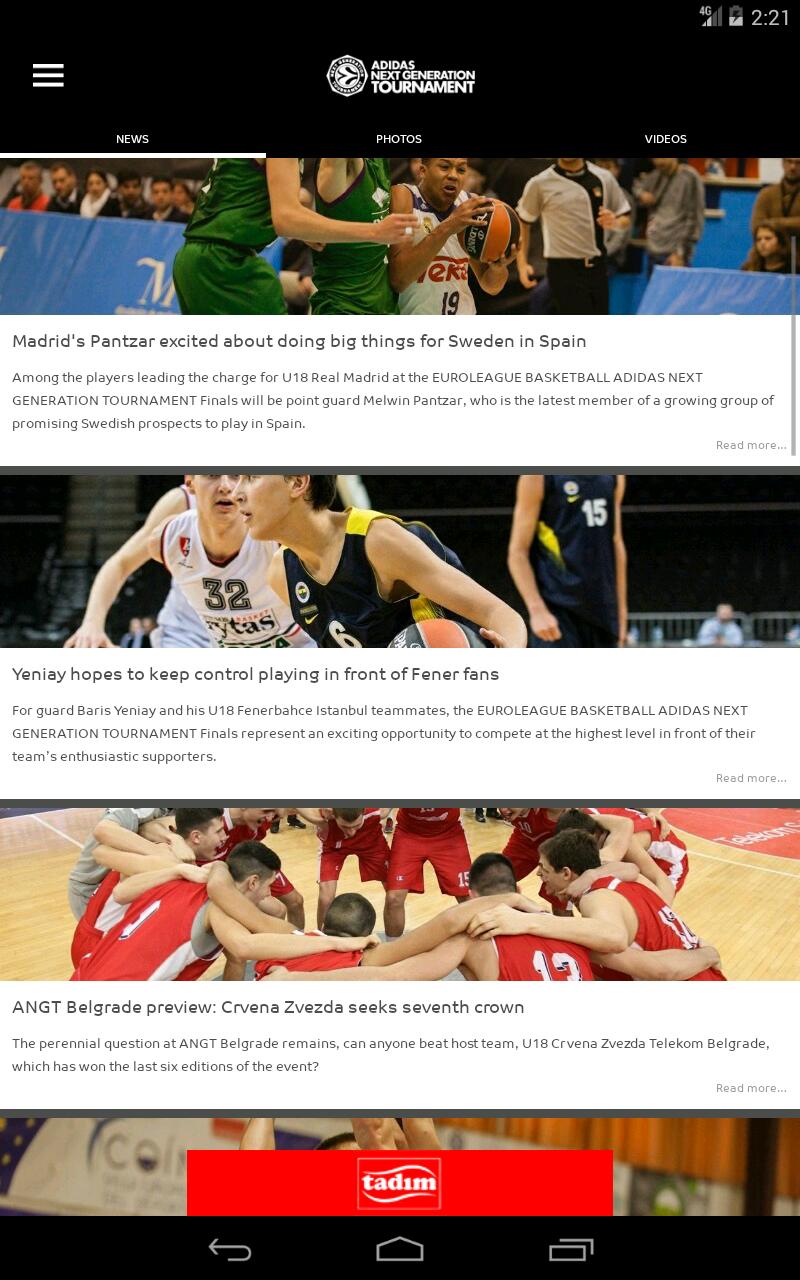 4G
2:21
ADIDAS
NEXT GENERATION
TOURNAMENT
NEWS
PHOTOS
VIDEOS
19
Madrid's Pantzar excited about doing big things for Sweden in Spain
Among the players leading the charge for U18 Real Madrid at the EUROLEAGUE BASKETBALL ADIDAS NEXT
GENERATION TOURNAMENT Finals will be point guard Melwin Pantzar, who is the latest member of a growing group of
promising Swedish prospects to play in Spain.
Read more...
15
32
6
Yeniay hopes to keep control playing in front of Fener fans
For guard Baris Yeniay and his U18 Fenerbahce Istanbul teammates, the EUROLEAGUE BASKETBALL ADIDAS NEXT
GENERATION TOURNAMENT Finals represent an exciting opportunity to compete at the highest level in front of their
team's enthusiastic supporters.
Read more...
15
ANGT Belgrade preview: Crvena Zvezda seeks seventh crown
The perennial question at ANGT Belgrade remains, can anyone beat host team, U18 Crvena Zvezda Telekom Belgrade,
which has won the last six editions of the event?
Read more...
tadım